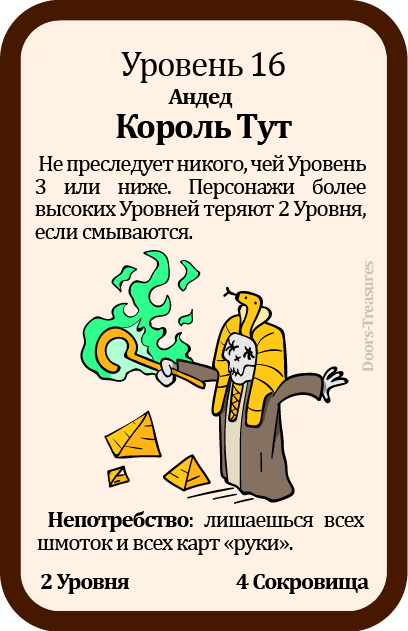 Уровень 16
Андед
Король Тут
Не преследует никого, чей Уровень
3 или ниже. Персонажи более
высоких Уровней теряют 2 Уровня,
если смываются.
Doors-Treasures
Непотребство: лишаешься всех
шмоток и всех карт «руки».
2 Уровня 4 Сокровища